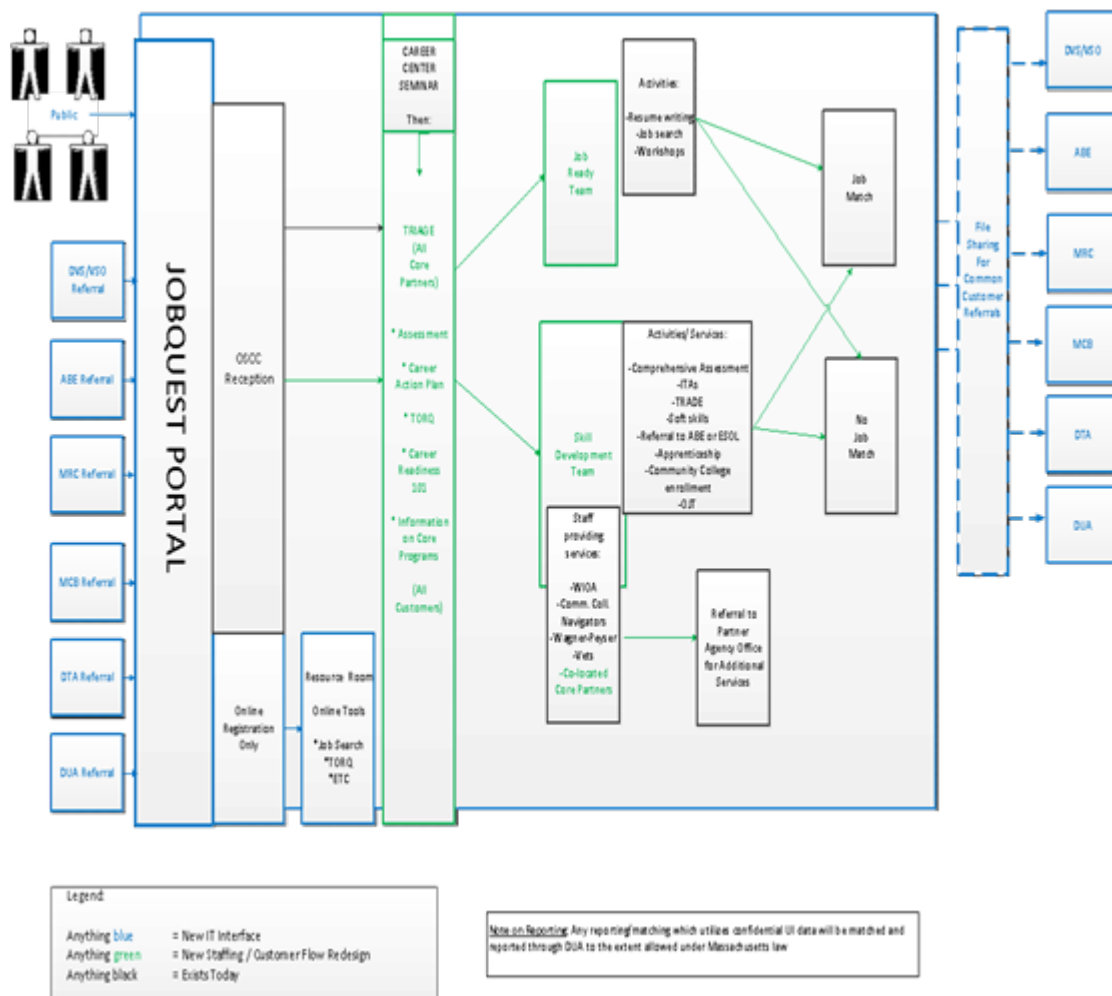 Public
DVS/VSO
Referral
ABE Referral
MRC Referral
MCB Referral
DTA Referral
DUA Referral
JOBQUEST PORTAL
OSCC
Reception
Online
Registration
Only
Resource Room
Online Tools
*Job Search
*TORQ
*ETC
CAREER
CENTER
SEMINAR
Then:
TRIAGE
(All
Core
Partners)
* Assessment
* Career
Action Plan
* TORQ
* Career
Readiness
101
* Information
on Core
Programs
(All
Customers)
Job
Ready
Team
Activities:
-Resume writing
-Job search
-Workshops
Skill
Development
Team
Activities/ Services:
-Comprehensive Assessment
-ITAs
-TRADE
-Soft skills
-Referral to ABE or ESOL
-Apprenticeship
-Community College
enrollment
-OJT
Staff
providing
services:
-WIOA
-Comm. Coll.
Navigators
-Wagner-Peyser
-Vets
-Co-located
Core Partners
Referral to
Partner
Agency Office
for Additional
Services
Job
Match
No
Job
Match
File
Sharing
For
Common
Customer
Referrals
DVS/VSO
ABE
MRC
MCB
DTA
DUA
Legend:
Anything blue = New IT Interface
Anything green = New Staffing / Customer Flow Redesign
Anything black = Exists Today
Note on Reporting: Any reporting/matching which utilizes confidential UI data will be matched and
reported through DUA to the extent allowed under Massachusetts law